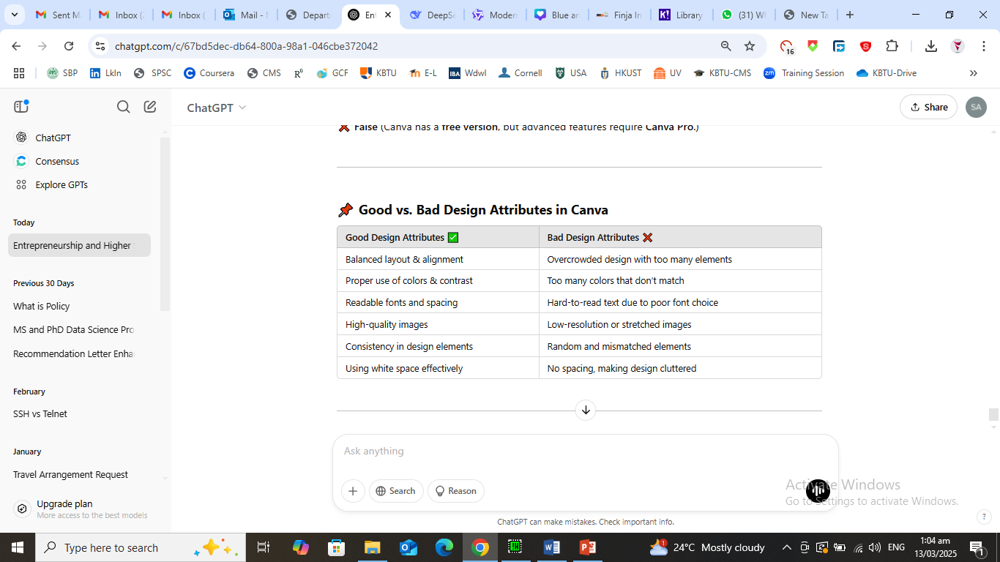 Sent M
Inbox (
Inbox (
Mail -
Depart
Ent
DeepSe
Modern
Blue an
Finja In
Library
(31) W
New Ta
chatgpt.com/c/67bd5dec-db64-800a-98a1-046cbe372042
16
SBP
LkIn
SPSC
Coursera
CMS
GCF
KBTU
E-L
IBA Wdwl
Cornell
USA
HKUST
UV
KBTU-CMS
zm Training Session
KBTU-Drive
ChatGPT
Share
SA
ChatGPT
Consensus
Explore GPTs
Today
Entrepreneurship and Higher
Previous 30 Days
What is Policy
MS and PhD Data Science Pro
Recommendation Letter Enha
February
SSH vs Telnet
January
Travel Arrangement Request
Upgrade plan
More access to the best models
❌ False (Canva has a free version, but advanced features require Canva Pro.)
📌 Good vs. Bad Design Attributes in Canva
Good Design Attributes ✅ Bad Design Attributes ❌
Balanced layout & alignment Overcrowded design with too many elements
Proper use of colors & contrast Too many colors that don't match
Readable fonts and spacing Hard-to-read text due to poor font choice
High-quality images Low-resolution or stretched images
Consistency in design elements Random and mismatched elements
Using white space effectively No spacing, making design cluttered
Ask anything
Search
Reason
Activate Windows
Go to Settings to activate Windows.
ChatGPT can make mistakes. Check important info.
?
Type here to search
1
24°C Mostly cloudy
ENG
1:04 am
13/03/2025
1